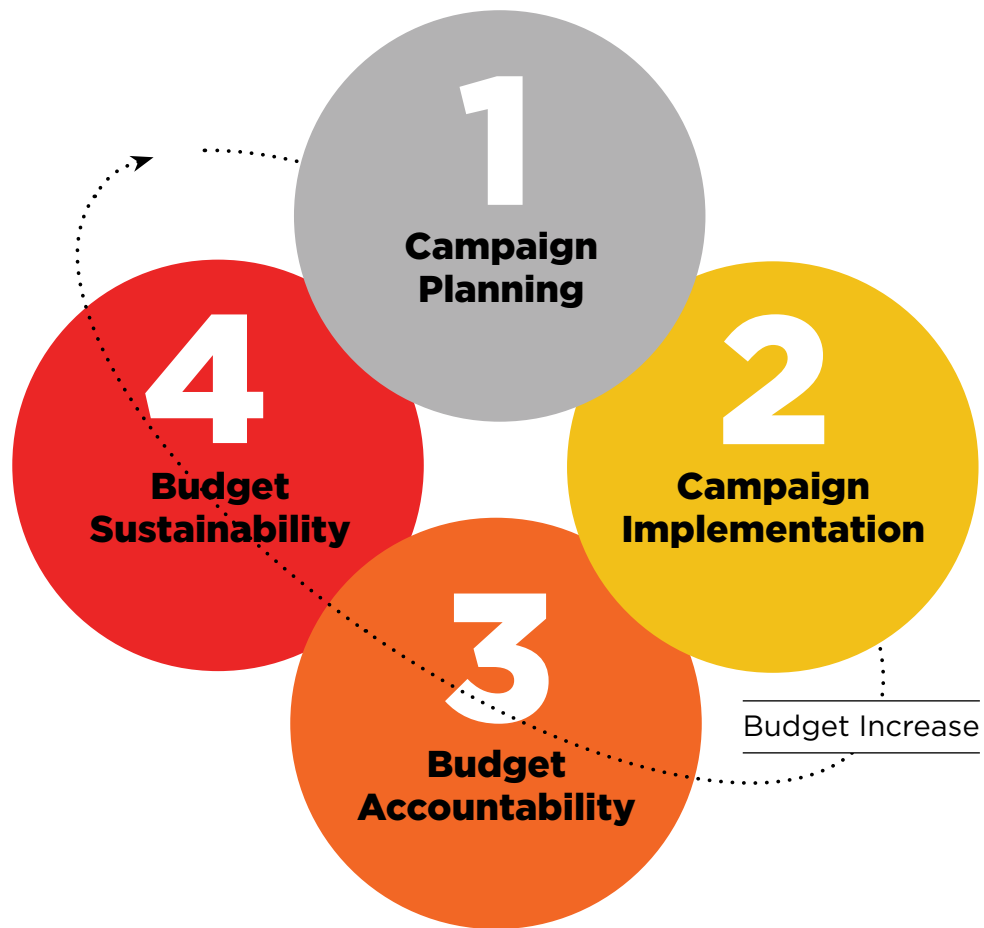 1
Campaign
Planning
2
Campaign
Implementation
Budget Increase
3
Budget
Accountability
4
Budget
Sustainability